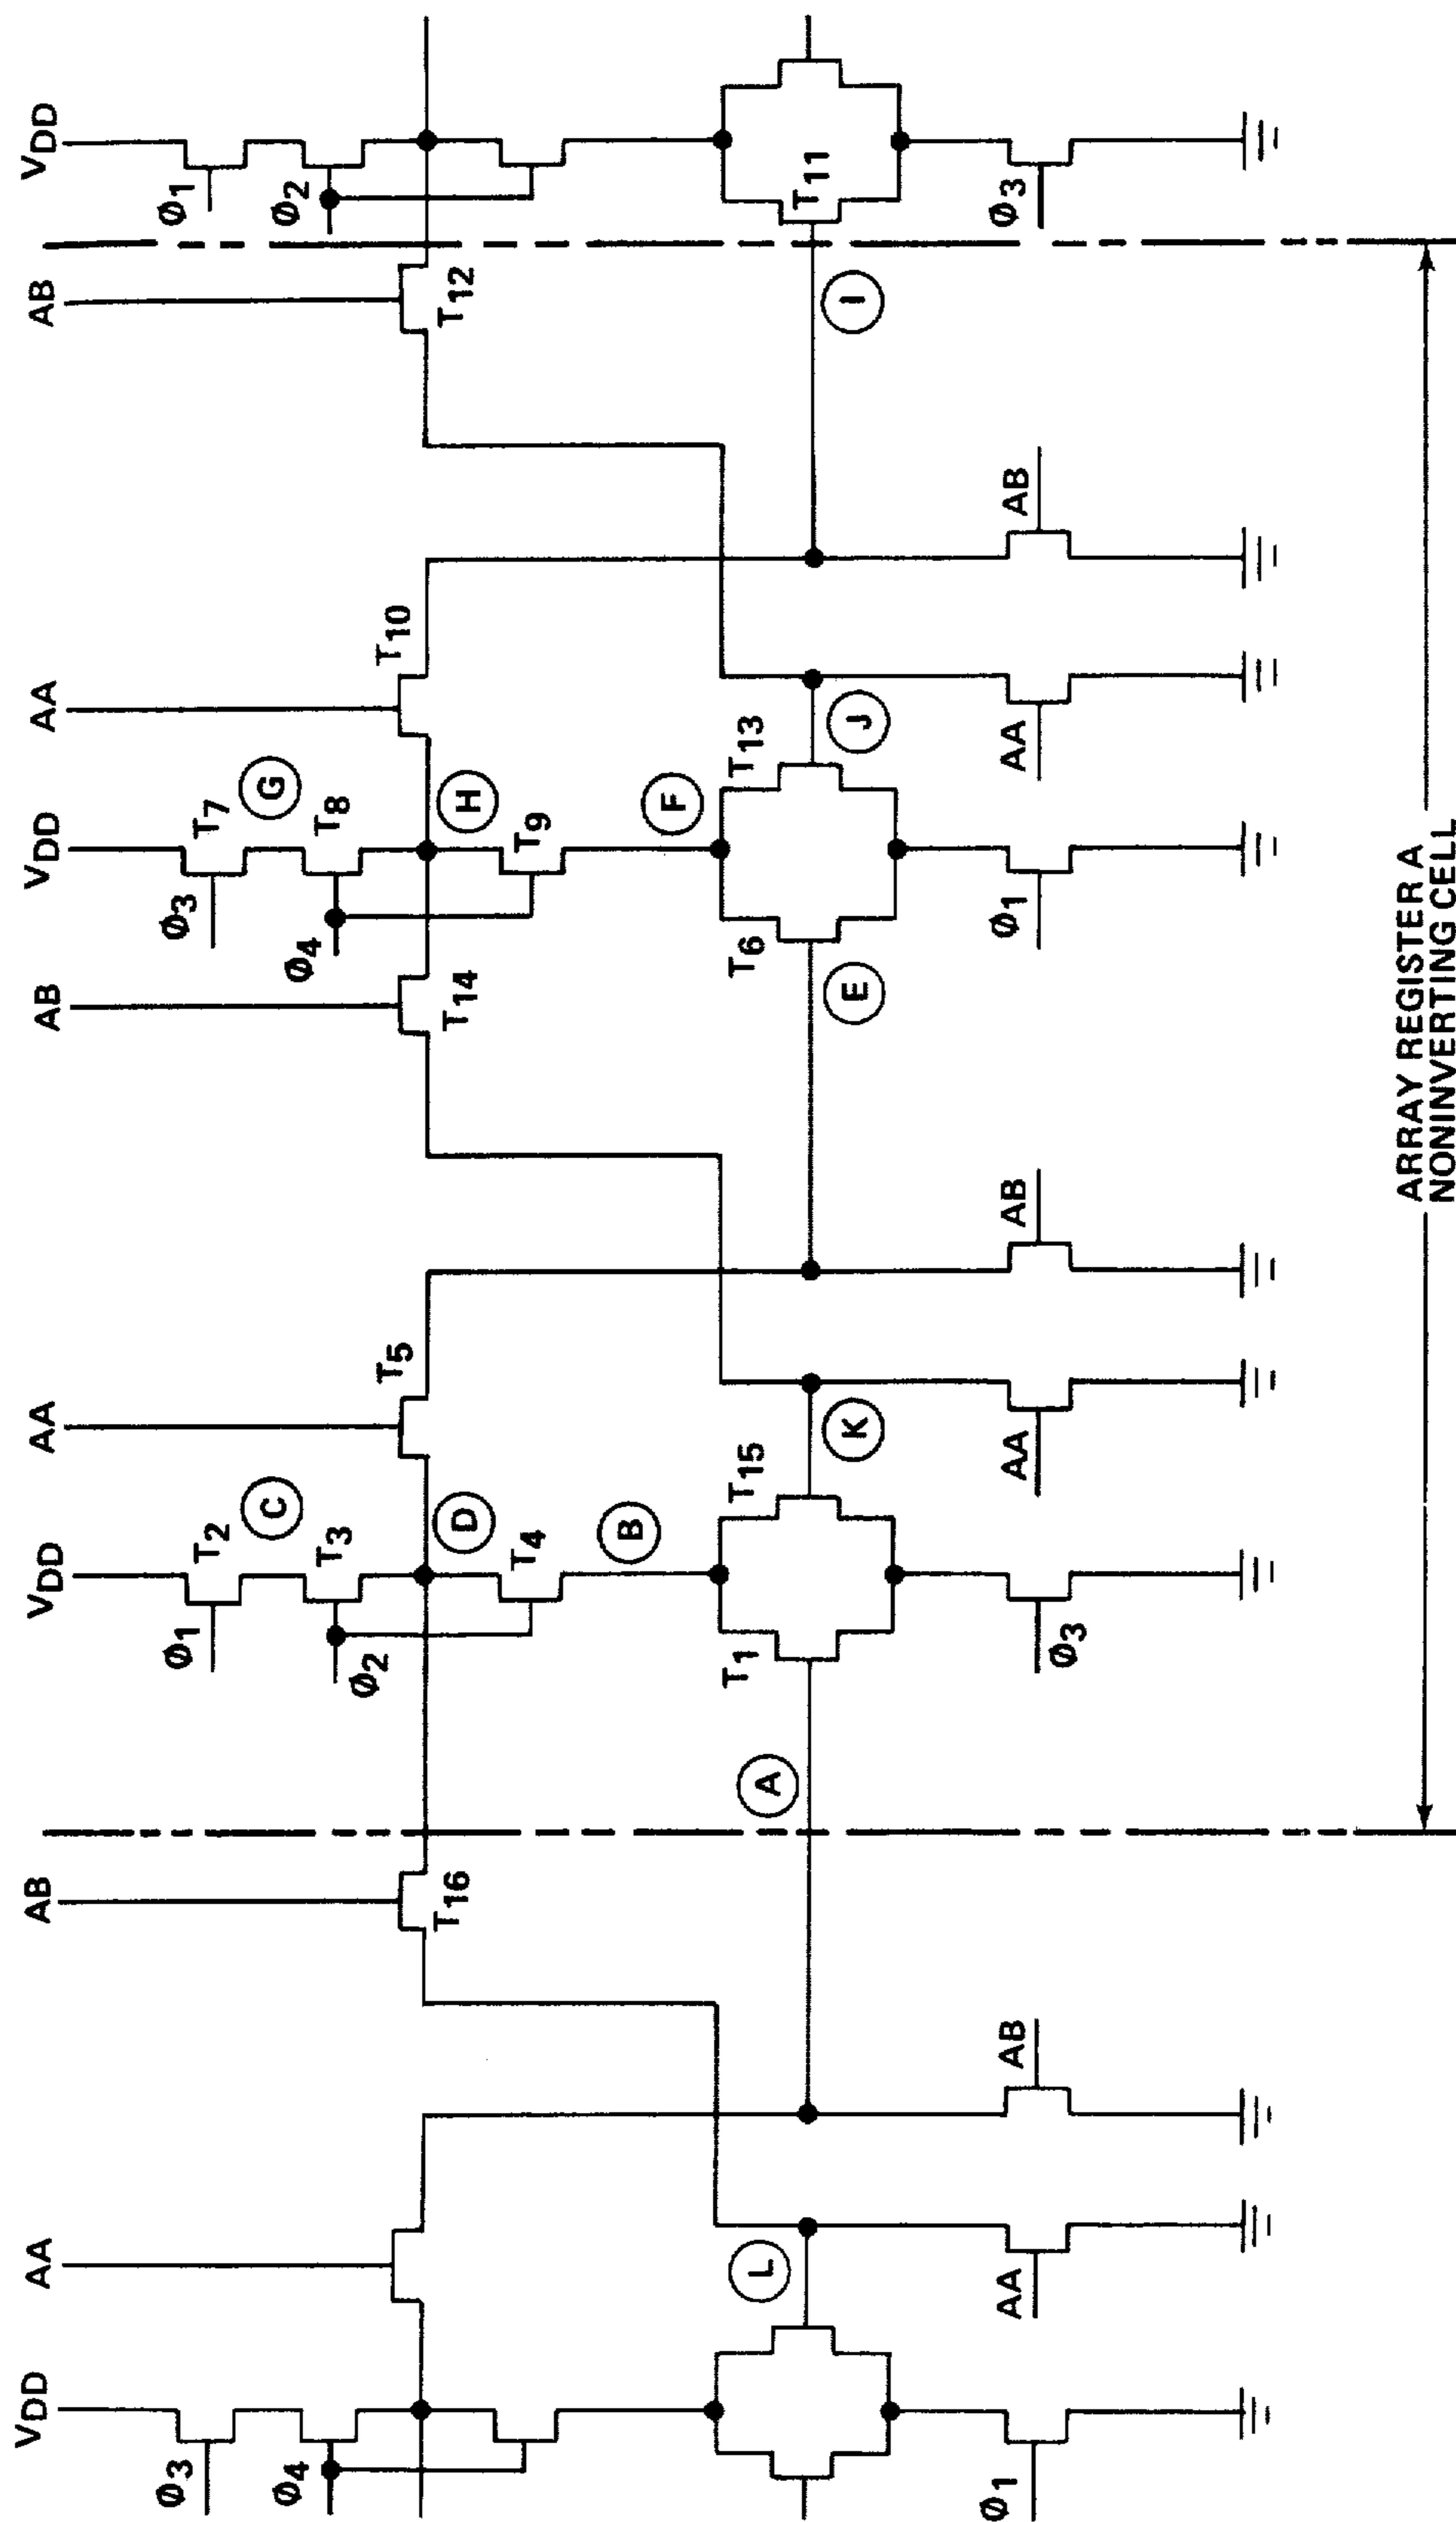 VDD
AA
AB
VDD
AA
AB
VDD
AA
AB
VDD
Ø3
Ø1
T2
Ø3
T7
Ø1
C
G
Ø4
Ø2
T3
Ø4
T8
Ø2
T5
T10
T16
D
T14
H
T12
T4
T9
B
F
T1
T15
T6
T13
T11
L
A
K
E
J
I
Ø1
AA
AB
Ø3
AA
AB
Ø1
AA
AB
Ø3
ARRAY REGISTER A
NONINVERTING CELL